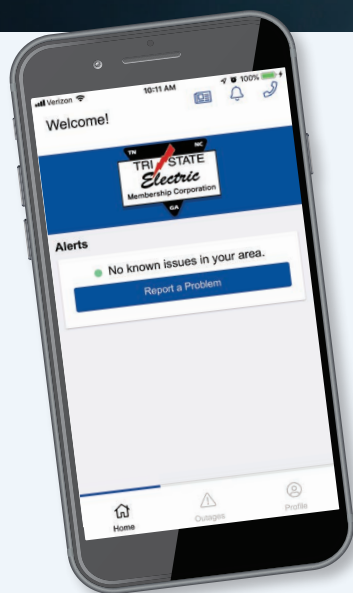 Verizon 10:11 AM 100%
Welcome!
TN NC
TRI STATE
Electric
Membership Corporation
GA
Alerts
No known issues in your area.
Report a Problem
Home Outages Profile